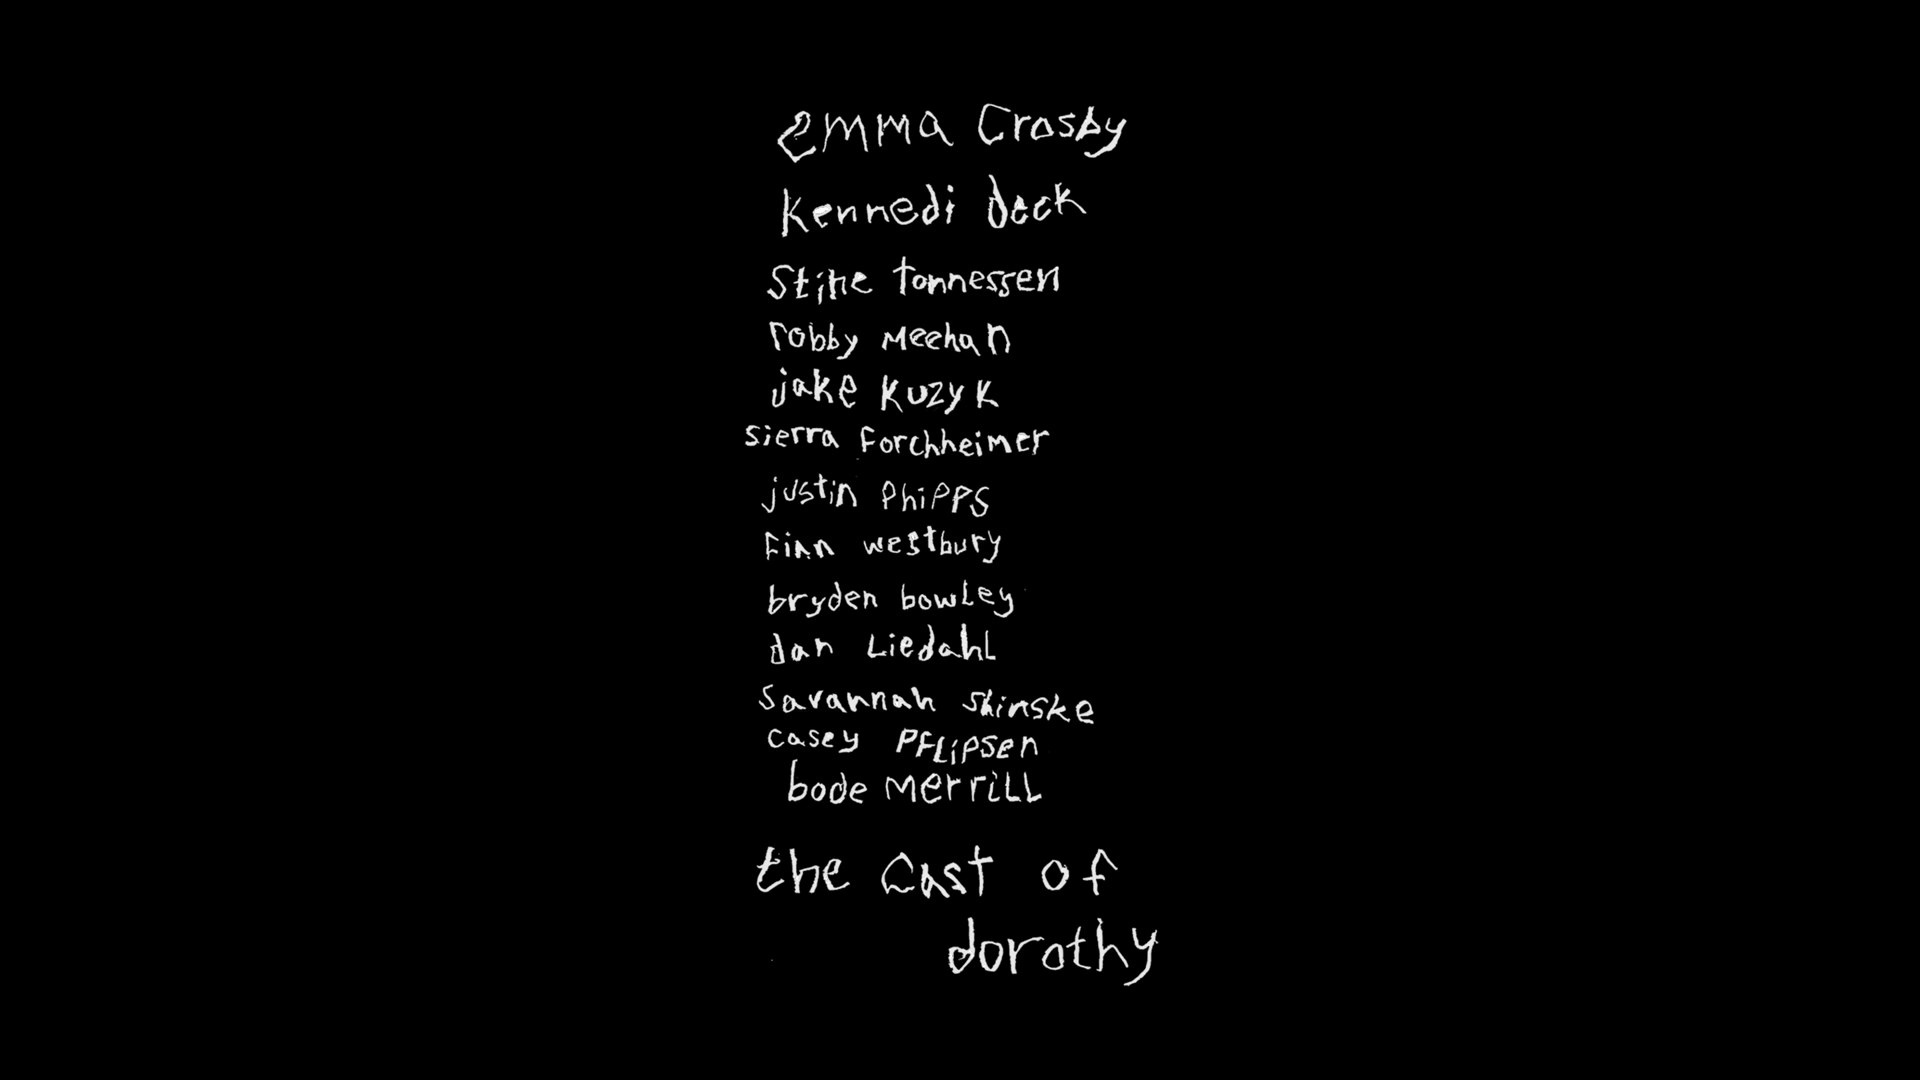 emma Crosby
Kennedi deck
Stine tonnessen
robby Meehan
jake Kuzyk
sierra Forchheimer
justin PhiPPS
Finn westbury
bryden bowLey
dan Liedahl
Savannah Shinske
casey PFLiPSen
bode MerriLL
the Cast of
dorothy